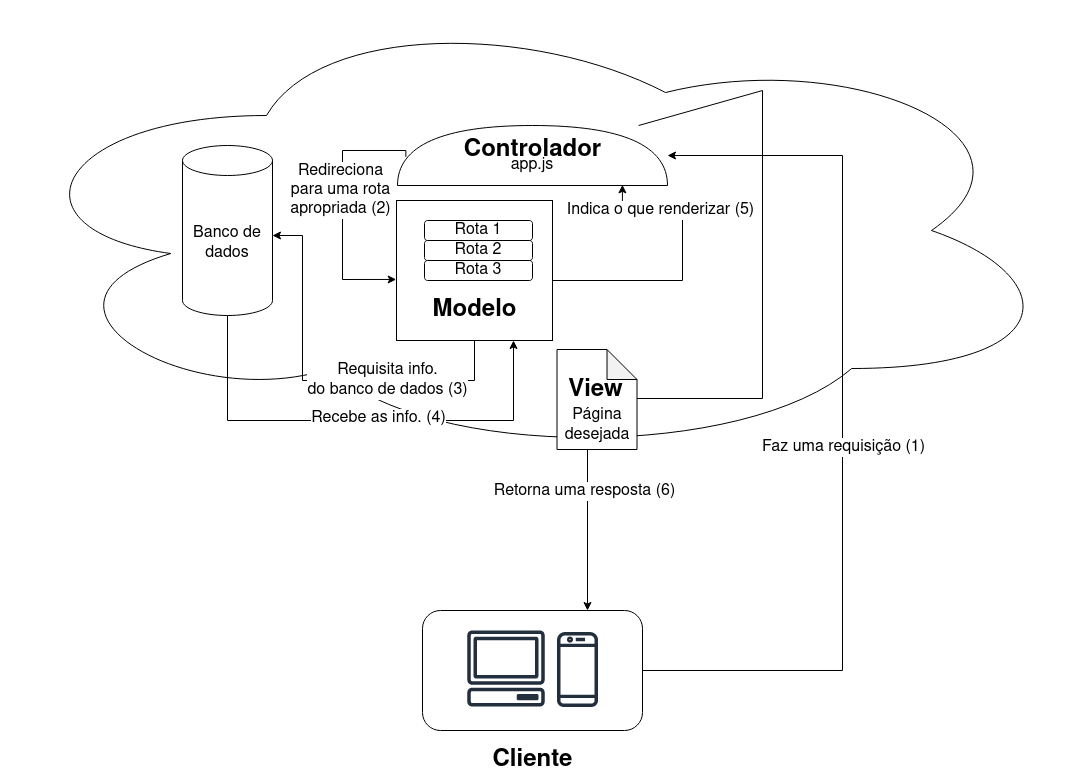 Controlador
app.js
Redireciona
para uma rota
apropriada (2)
Indica o que renderizar (5)
Banco de
dados
Rota 1
Rota 2
Rota 3
Modelo
Requisita info.
do banco de dados (3)
Recebe as info. (4)
View
Página
desejada
Faz uma requisição (1)
Retorna uma resposta (6)
Cliente